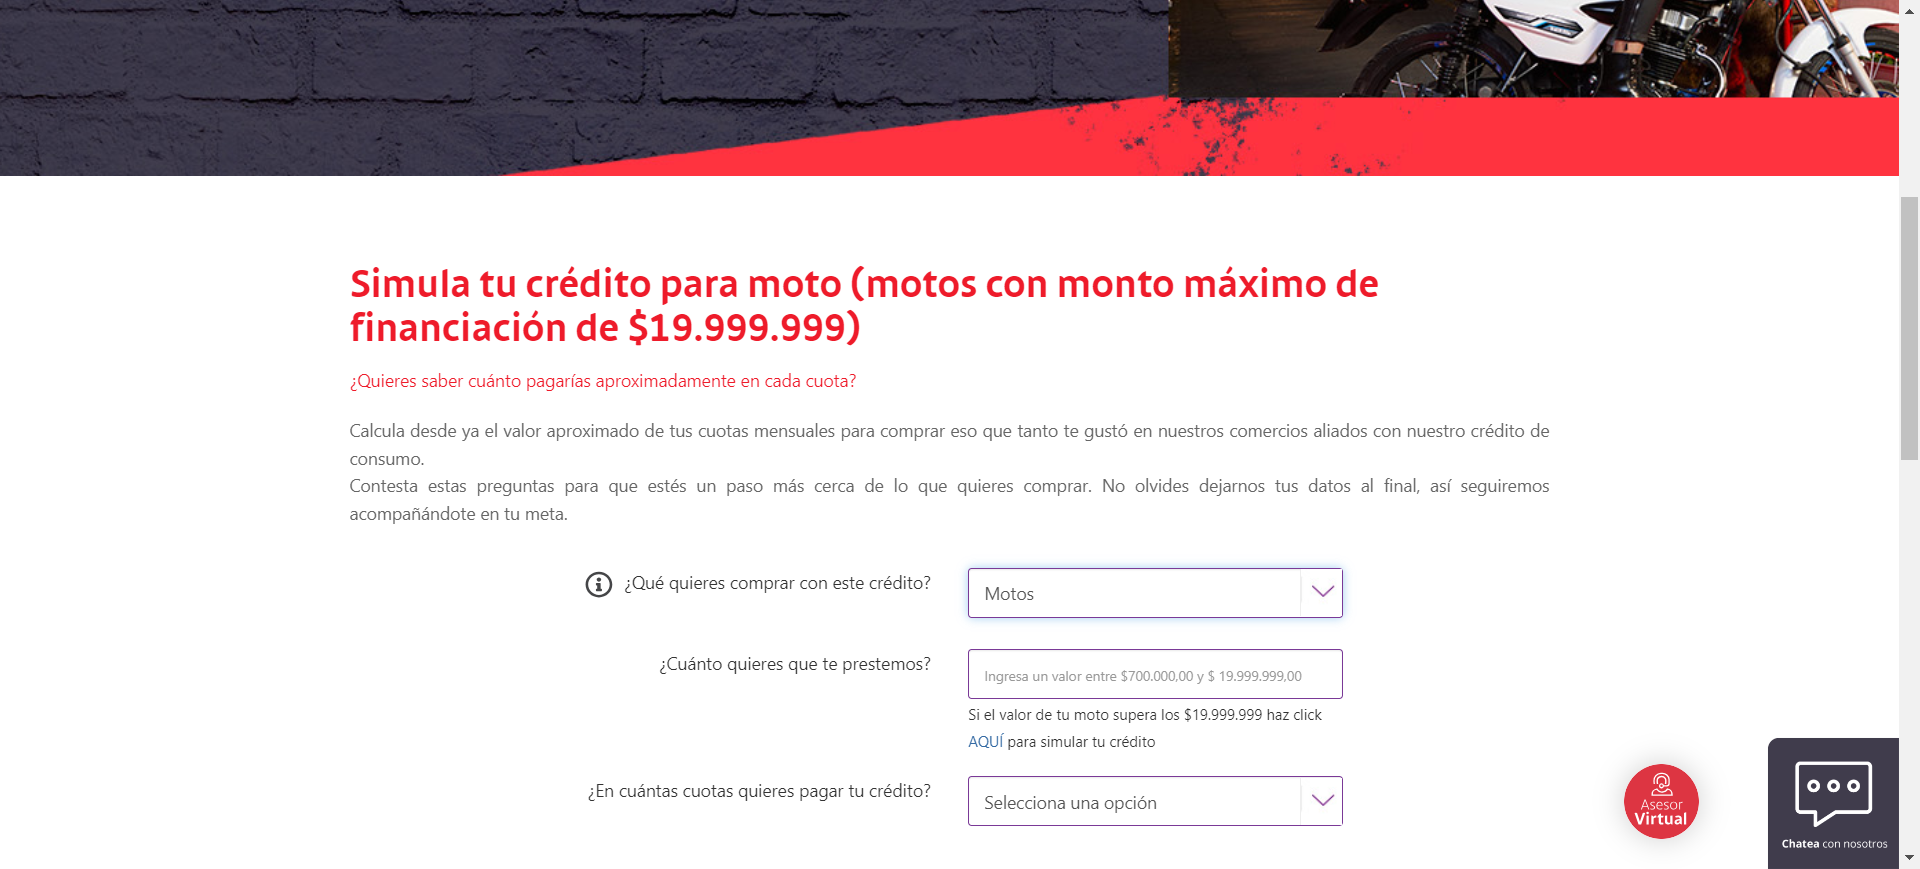 Simula tu crédito para moto (motos con monto máximo de
financiación de $19.999.999)
¿Quieres saber cuánto pagarías aproximadamente en cada cuota?
Calcula desde ya el valor aproximado de tus cuotas mensuales para comprar eso que tanto te gustó en nuestros comercios aliados con nuestro crédito de
consumo.
Contesta estas preguntas para que estés un paso más cerca de lo que quieres comprar. No olvides dejarnos tus datos al final, así seguiremos
acompañándote en tu meta.
¿Qué quieres comprar con este crédito?
Motos
¿Cuánto quieres que te prestemos?
Ingresa un valor entre $700.000,00 y $ 19.999.999,00
Si el valor de tu moto supera los $19.999.999 haz click
AQUÍ para simular tu crédito
¿En cuántas cuotas quieres pagar tu crédito?
Selecciona una opción
Asesor
Virtual
Chatea con nosotros